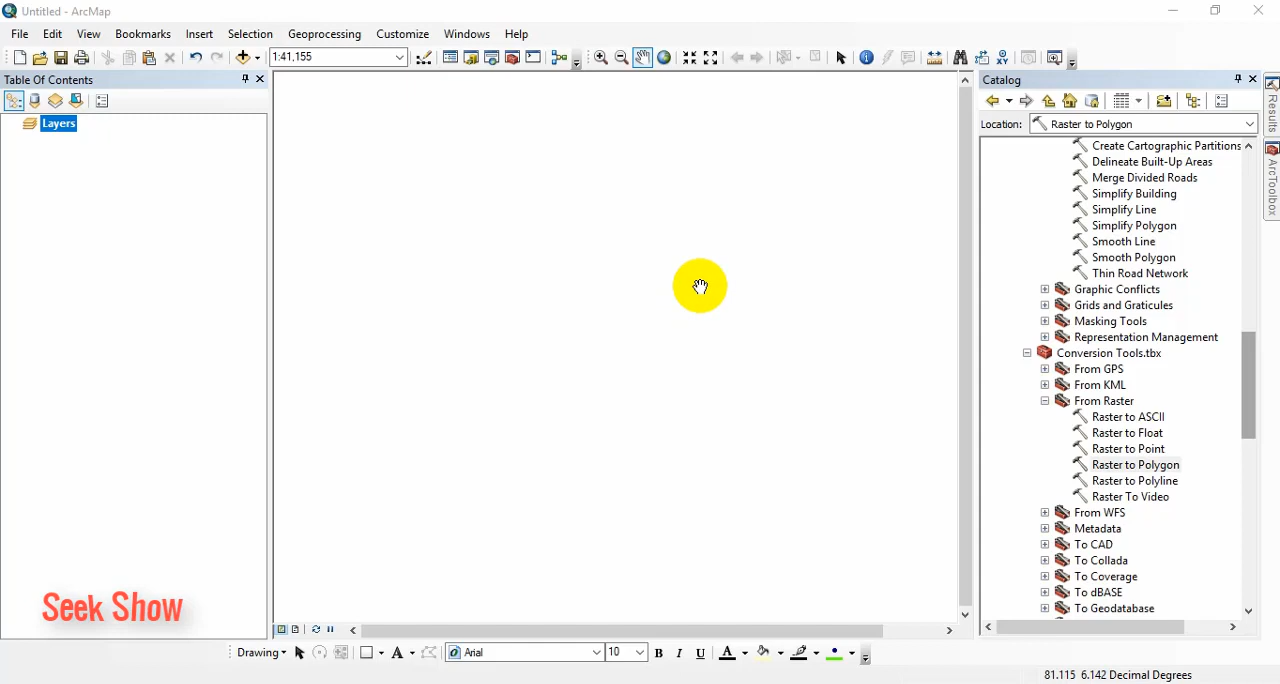 Untitled - ArcMap
File Edit View Bookmarks Insert Selection Geoprocessing Customize Windows Help
1:41,155
Table Of Contents
Layers
Seek Show
Catalog
Location: Raster to Polygon
Create Cartographic Partitions
Delineate Built-Up Areas
Merge Divided Roads
Simplify Building
Simplify Line
Simplify Polygon
Smooth Line
Smooth Polygon
Thin Road Network
Graphic Conflicts
Grids and Graticules
Masking Tools
Representation Management
Conversion Tools.tbx
From GPS
From KML
From Raster
Raster to ASCII
Raster to Float
Raster to Point
Raster to Polygon
Raster to Polyline
Raster To Video
From WFS
Metadata
To CAD
To Collada
To Coverage
To dBASE
To Geodatabase
Results
ArcToolbox
Drawing Arial 10 B I U A
81.115 6.142 Decimal Degrees